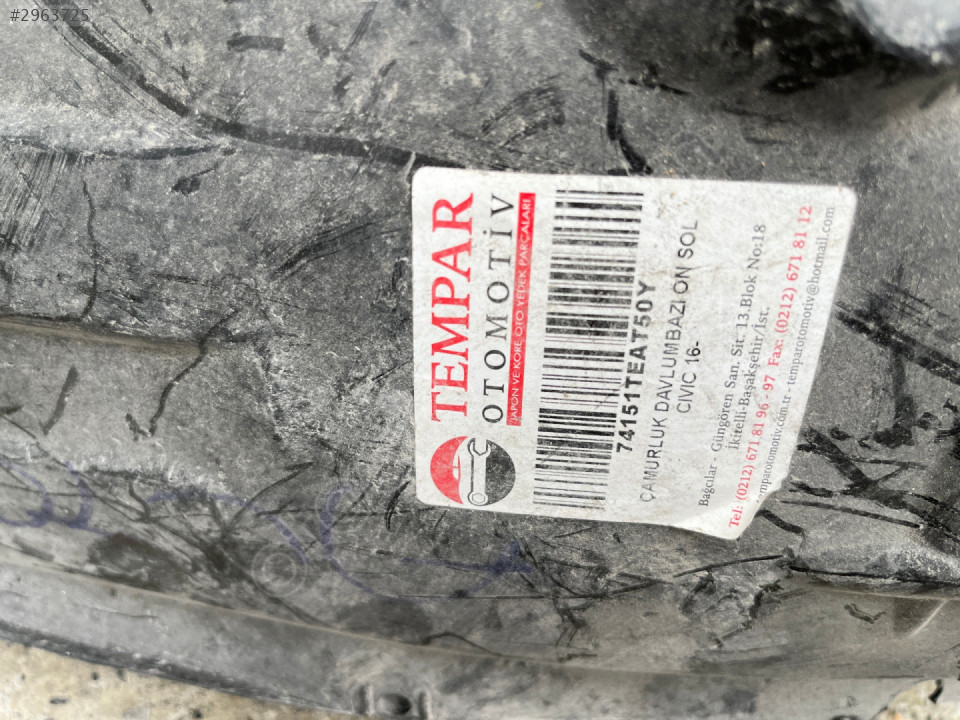 #2963725
TEMPAR
OTOMOTİV
JAPON VE KORE OTO YEDEK PARÇALARI
74151TEAT50Y
ÇAMURLUK DAVLUMBAZI ON SOL
CIVIC 16-
Bağcılar - Güngören San. Sit. 13.Blok No:18
İkitelli-Başakşehir/İst.
Tel: (0212) 671 81 96 - 97 Fax: (0212) 671 81 12
temparotomotiv.com.tr - temparotomotiv@hotmail.com